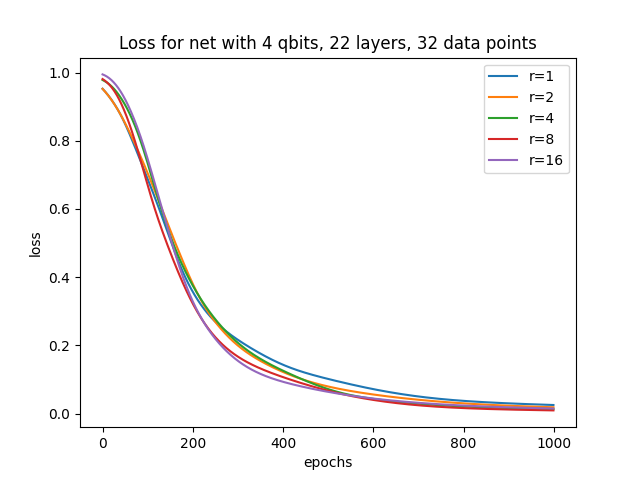 Loss for net with 4 qbits, 22 layers, 32 data points
1.0
0.8
0.6
0.4
0.2
0.0
loss
r=1
r=2
r=4
r=8
r=16
0 200 400 600 800 1000
epochs